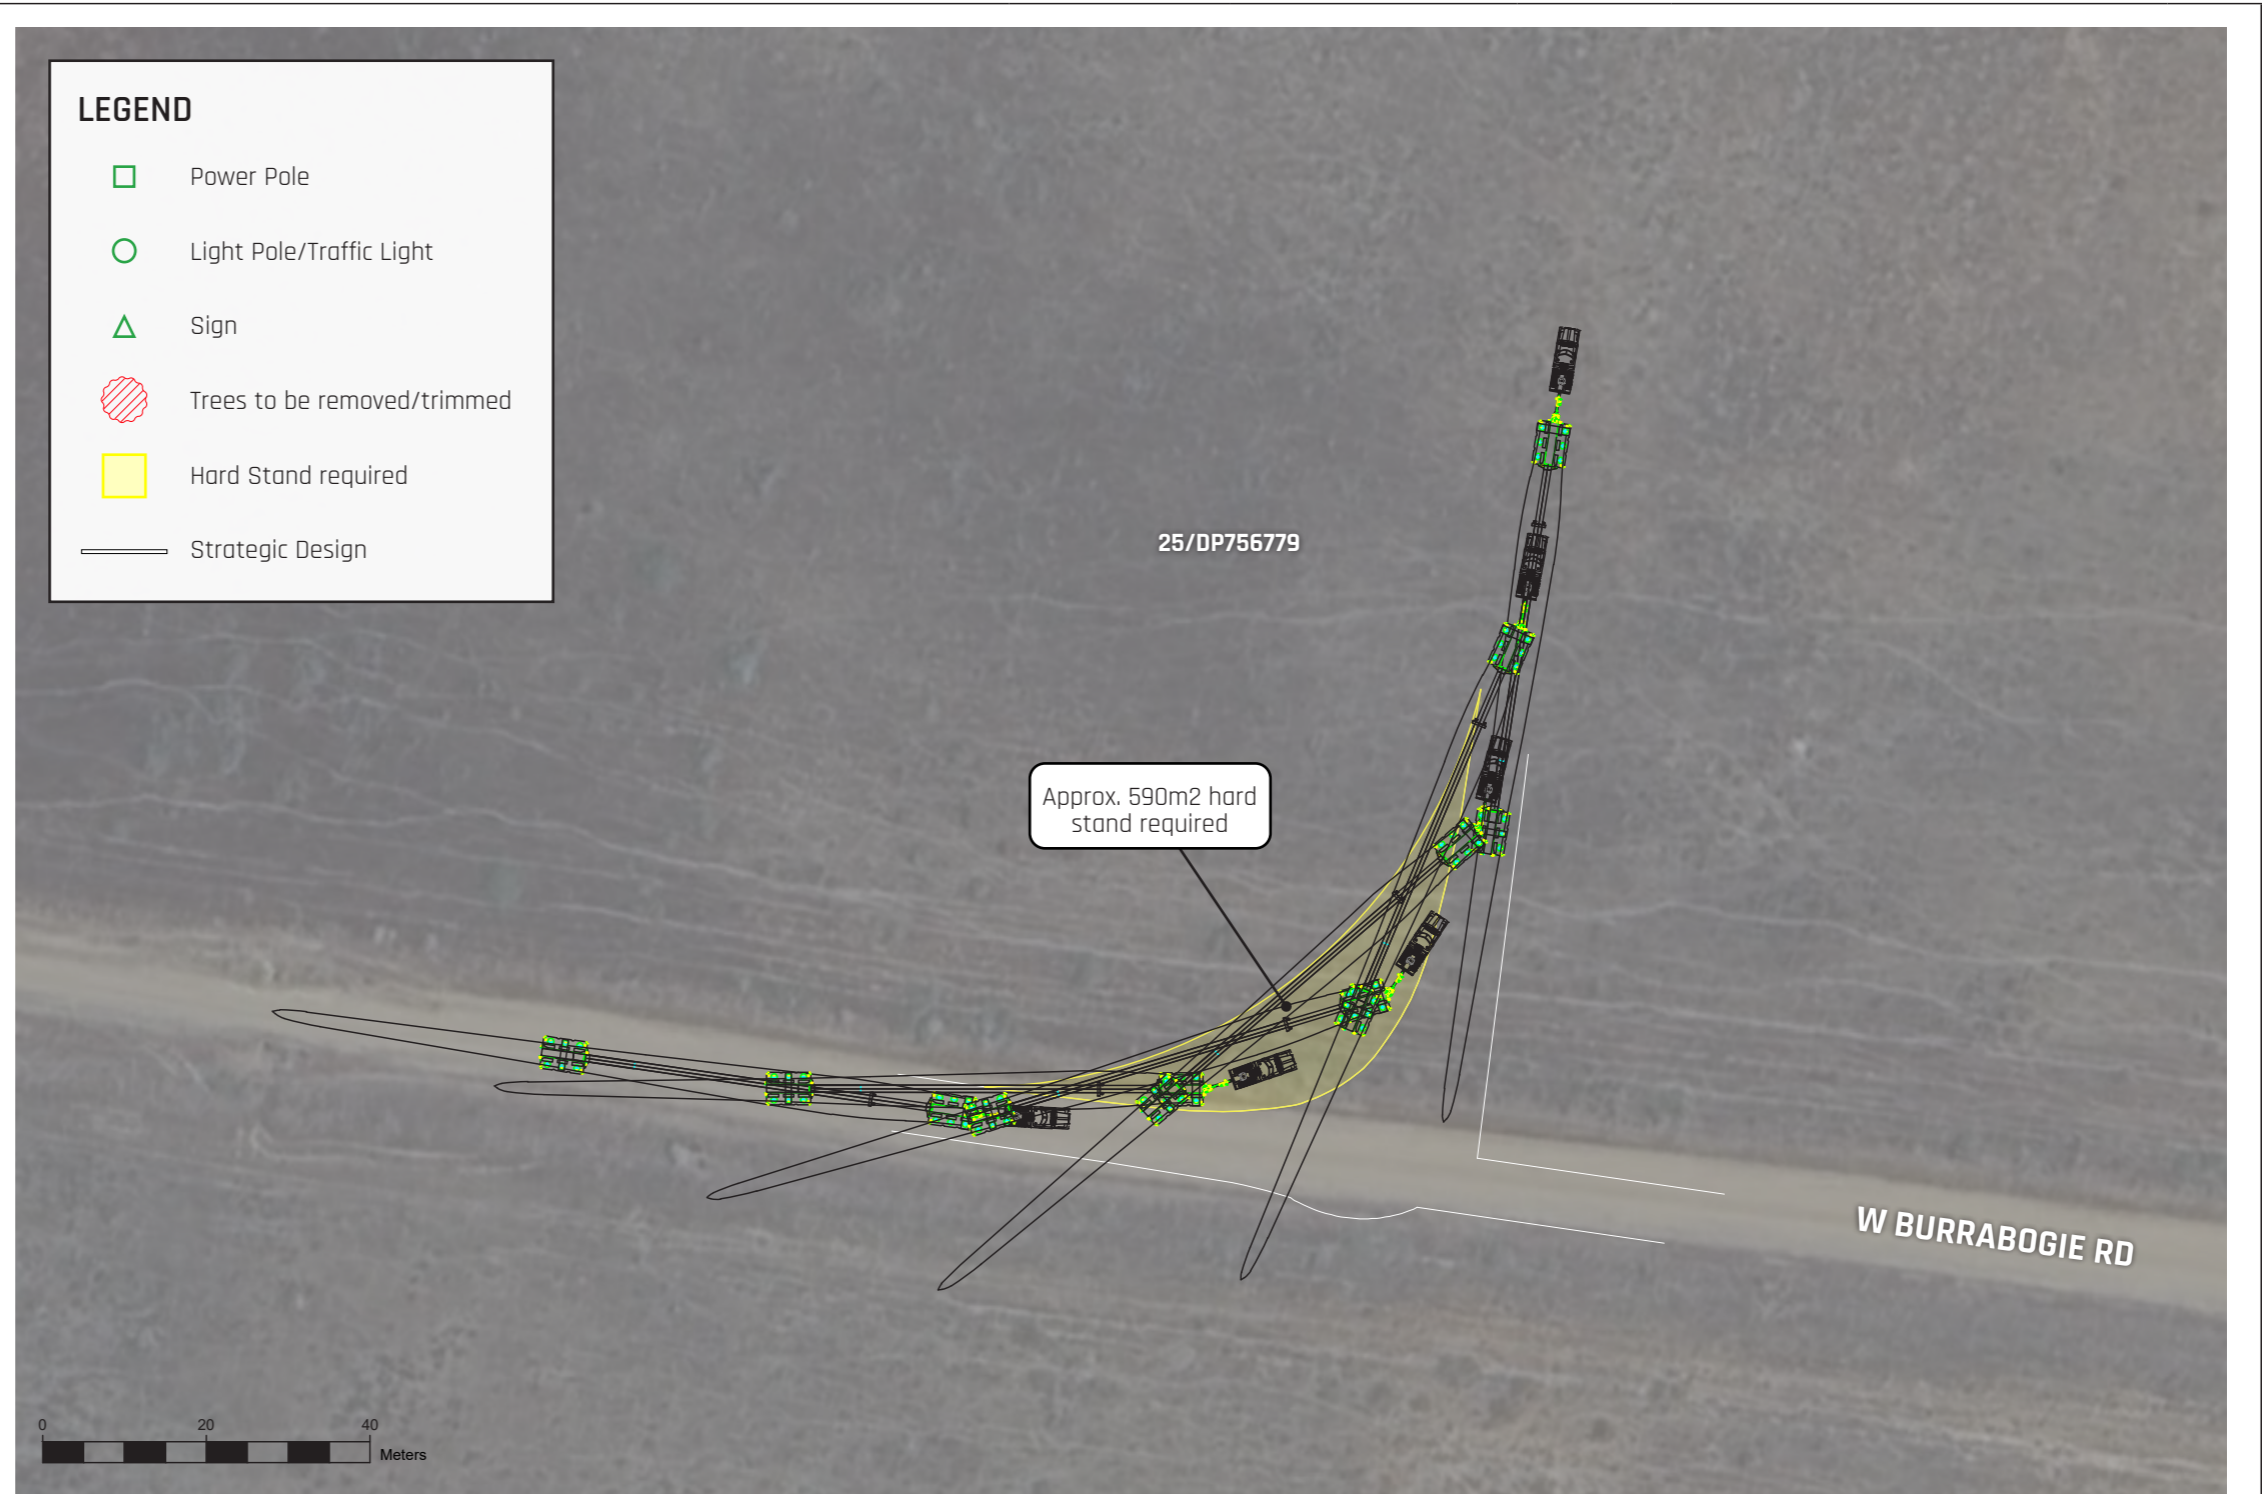 LEGEND
Power Pole
Light Pole/Traffic Light
Sign
Trees to be removed/trimmed
Hard Stand required
Strategic Design
25/DP756779
Approx. 590m2 hard
stand required
W BURRABOGIE RD
0 20 40
Meters